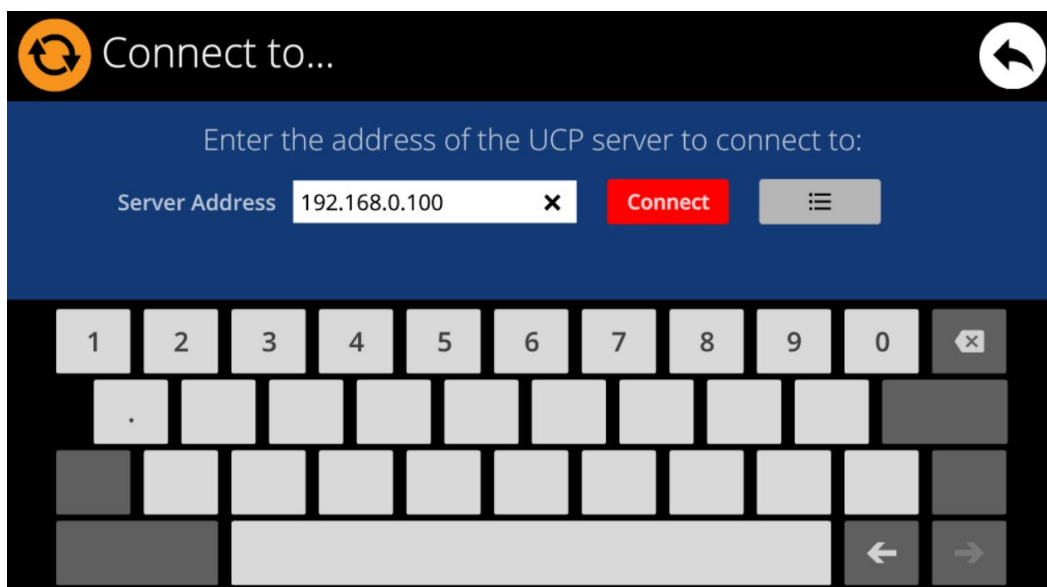 Connect to...
Enter the address of the UCP server to connect to:
Server Address 192.168.0.100 Connect
1 2 3 4 5 6 7 8 9 0
.